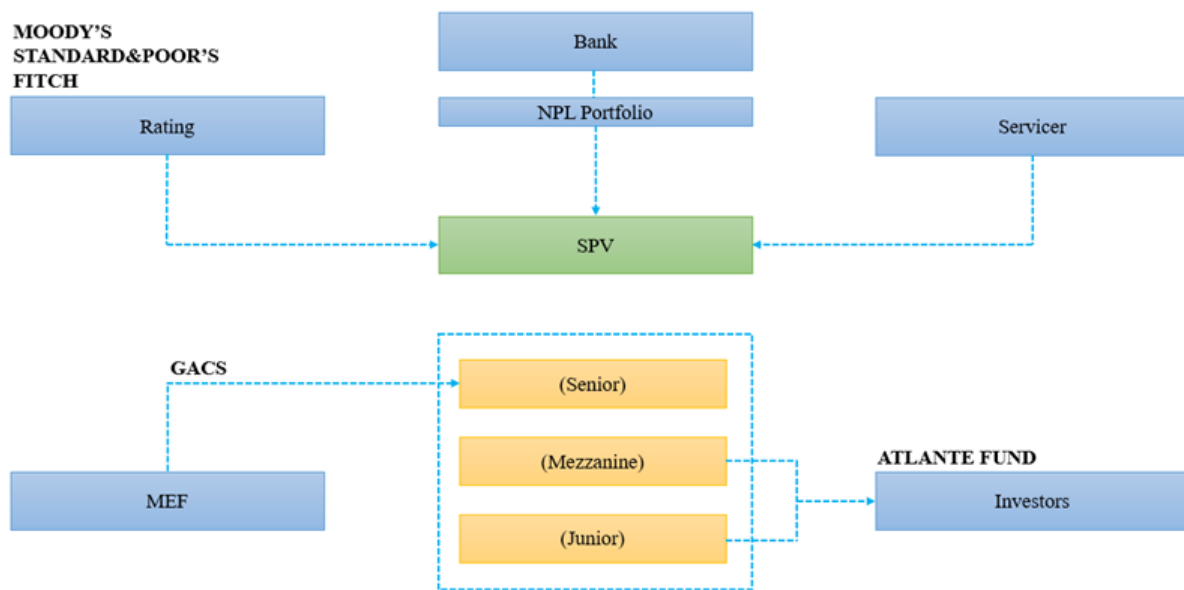 MOODY'S
STANDARD&POOR'S
FITCH
Bank
Rating
NPL Portfolio
Servicer
SPV
GACS
(Senior)
(Mezzanine)
ATLANTE FUND
MEF
Investors
(Junior)